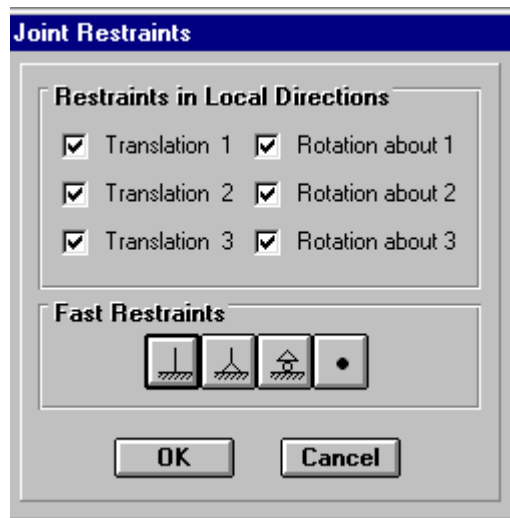 Joint Restraints
Restraints in Local Directions
Translation 1 Rotation about 1
Translation 2 Rotation about 2
Translation 3 Rotation about 3
Fast Restraints
OK Cancel